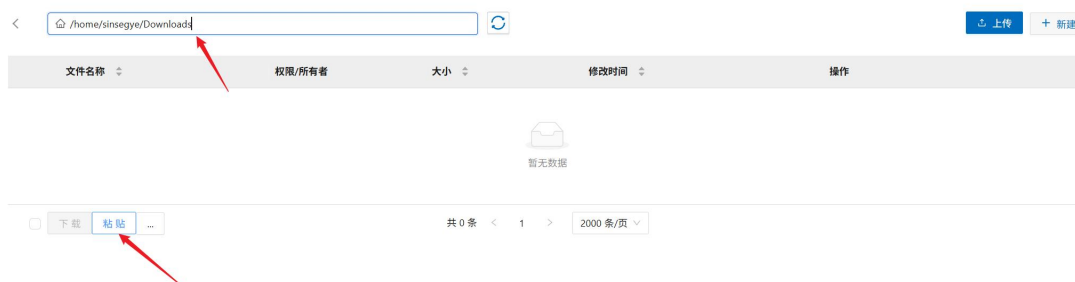 /home/sinsegye/Downloads
上传
+ 新建
文件名称 权限/所有者 大小 修改时间 操作
暂无数据
下载 粘贴 ... 共 0 条 < 1 > 2000 条/页